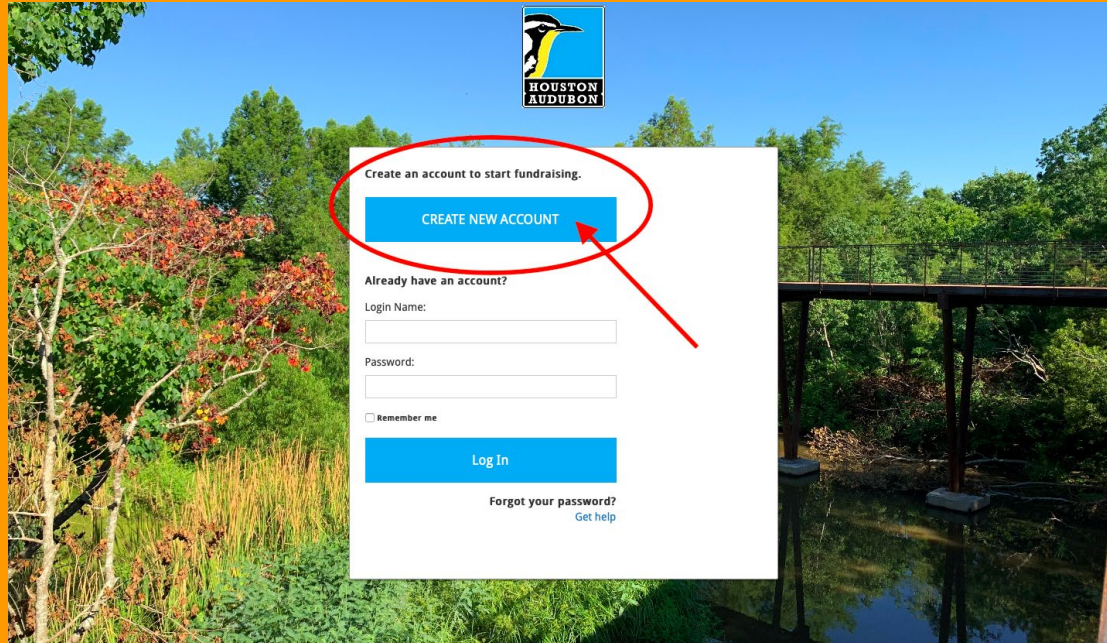 HOUSTON
AUDUBON
Create an account to start fundraising.
CREATE NEW ACCOUNT
Already have an account?
Login Name:
Password:
Remember me
Log In
Forgot your password?
Get help